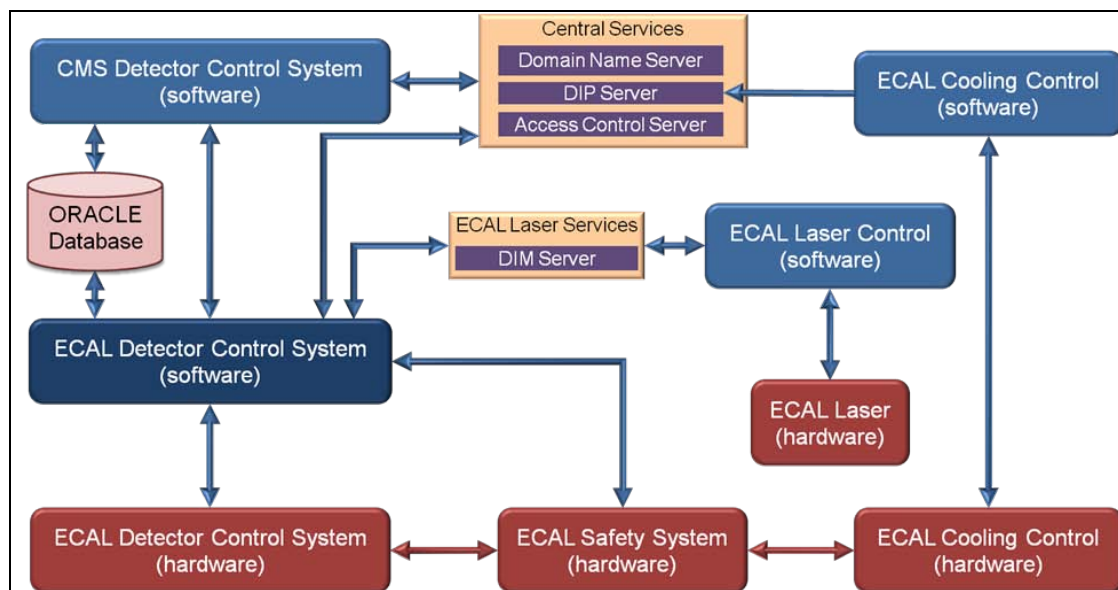 Central Services
Domain Name Server
DIP Server
Access Control Server
CMS Detector Control System
(software)
ECAL Cooling Control
(software)
ORACLE
Database
ECAL Laser Services
DIM Server
ECAL Laser Control
(software)
ECAL Detector Control System
(software)
ECAL Laser
(hardware)
ECAL Detector Control System
(hardware)
ECAL Safety System
(hardware)
ECAL Cooling Control
(hardware)